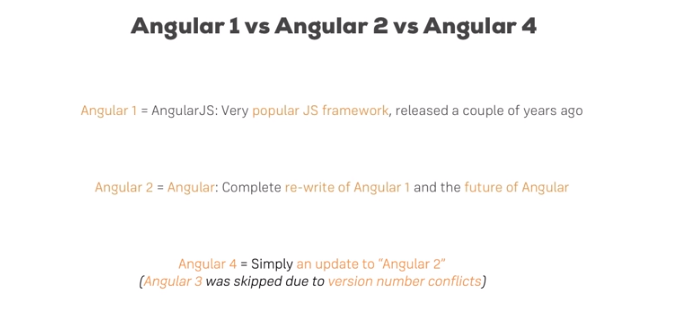 Angular 1 vs Angular 2 vs Angular 4
Angular 1 = AngularJS: Very popular JS framework, released a couple of years ago
Angular 2 = Angular: Complete re-write of Angular 1 and the future of Angular
Angular 4 = Simply an update to “Angular 2”
(Angular 3 was skipped due to version number conflicts)